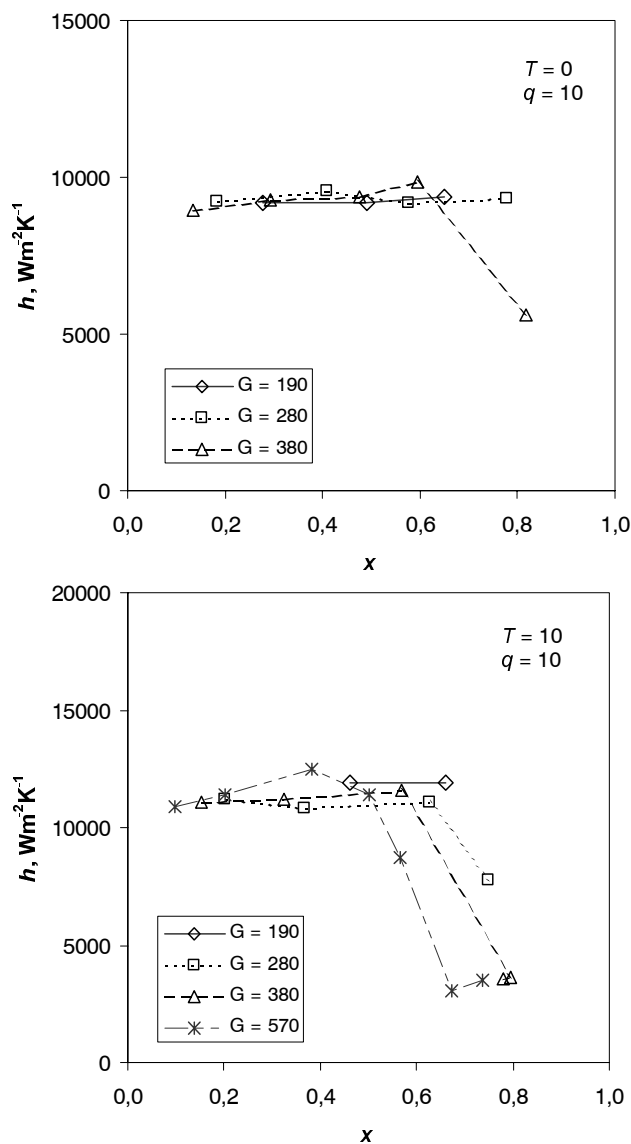 15000
T = 0
q = 10
10000
h, Wm⁻²K⁻¹
5000
G = 190
G = 280
G = 380
0
0,0 0,2 0,4 0,6 0,8 1,0
x
20000
T = 10
q = 10
15000
h, Wm⁻²K⁻¹
10000
5000
G = 190
G = 280
G = 380
G = 570
0
0,0 0,2 0,4 0,6 0,8 1,0
x